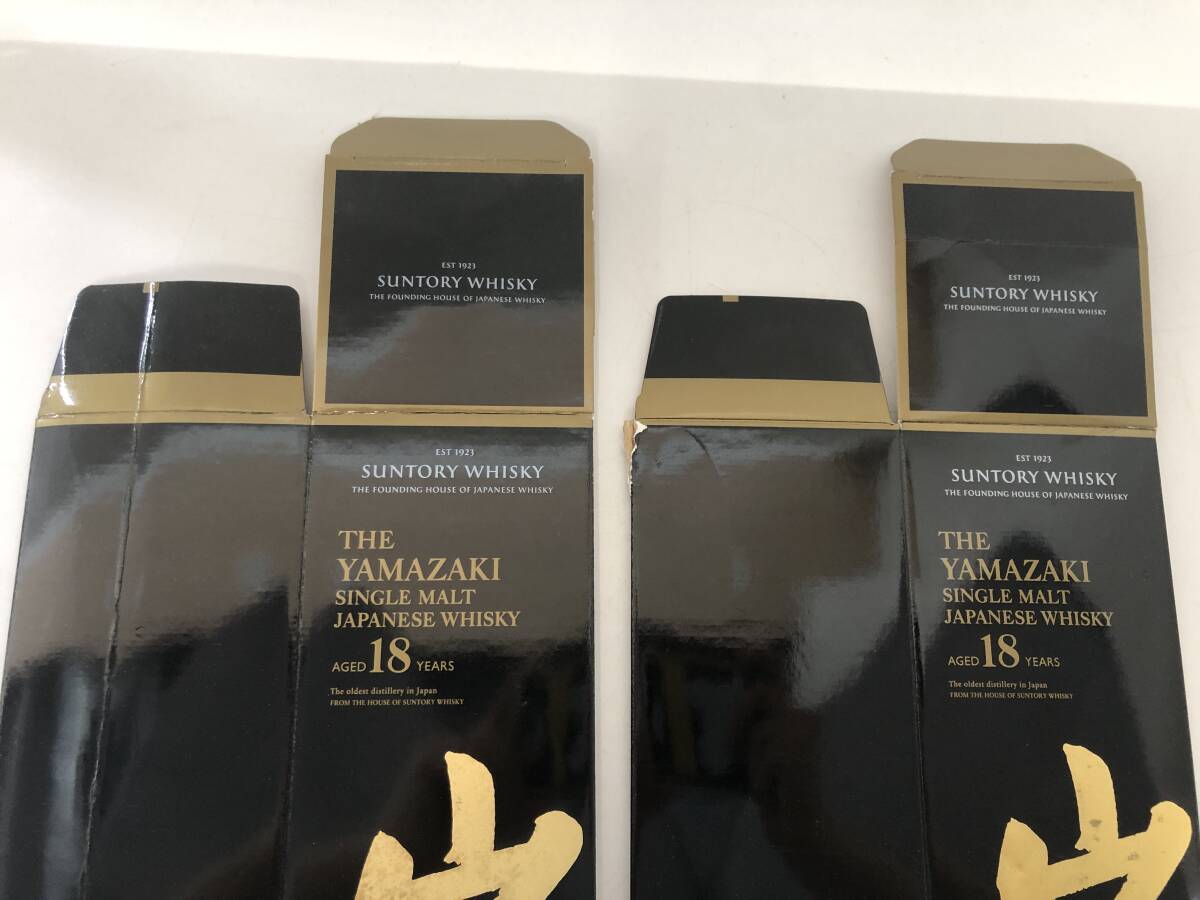 EST 1923
SUNTORY WHISKY
THE FOUNDING HOUSE OF JAPANESE WHISKY
EST 1923
SUNTORY WHISKY
THE FOUNDING HOUSE OF JAPANESE WHISKY
THE
YAMAZAKI
SINGLE MALT
JAPANESE WHISKY
AGED 18 YEARS
The oldest distillery in Japan
FROM THE HOUSE OF SUNTORY WHISKY
山
EST 1923
SUNTORY WHISKY
THE FOUNDING HOUSE OF JAPANESE WHISKY
EST 1923
SUNTORY WHISKY
THE FOUNDING HOUSE OF JAPANESE WHISKY
THE
YAMAZAKI
SINGLE MALT
JAPANESE WHISKY
AGED 18 YEARS
The oldest distillery in Japan
FROM THE HOUSE OF SUNTORY WHISKY
山